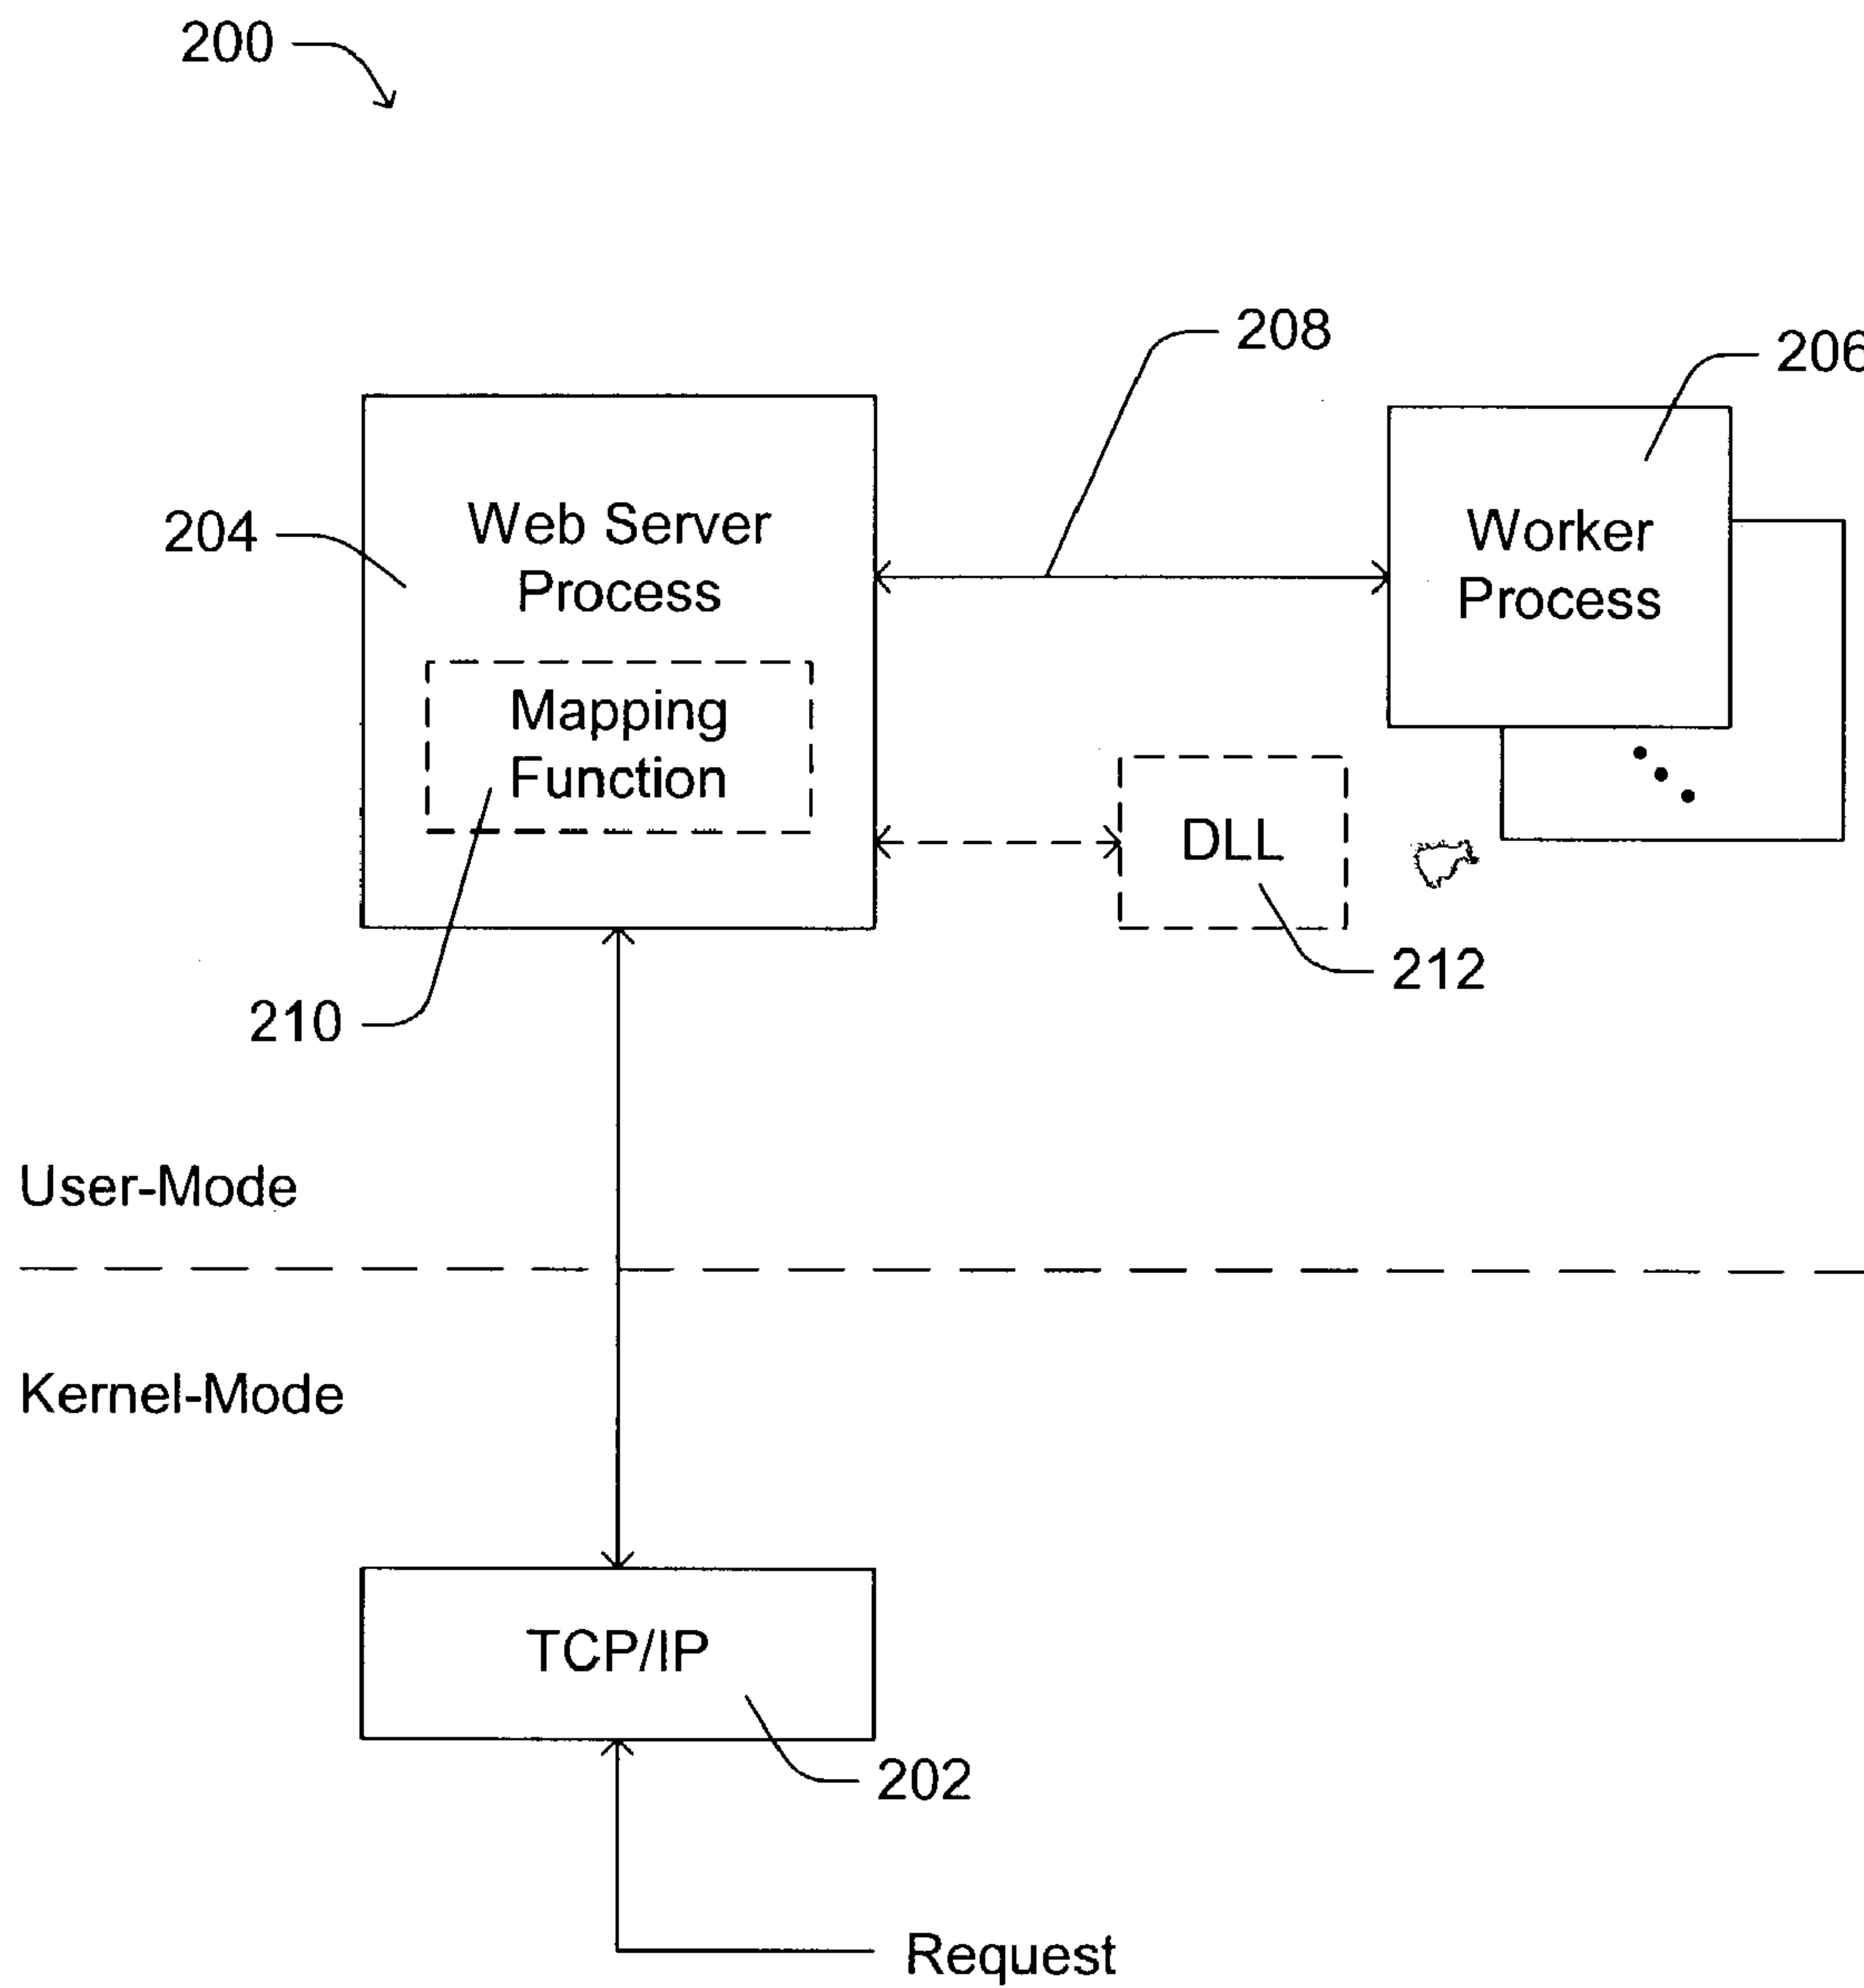 200
208
206
204
Web Server
Process
Worker
Process
Mapping
Function
DLL
212
210
User-Mode
Kernel-Mode
TCP/IP
202
Request